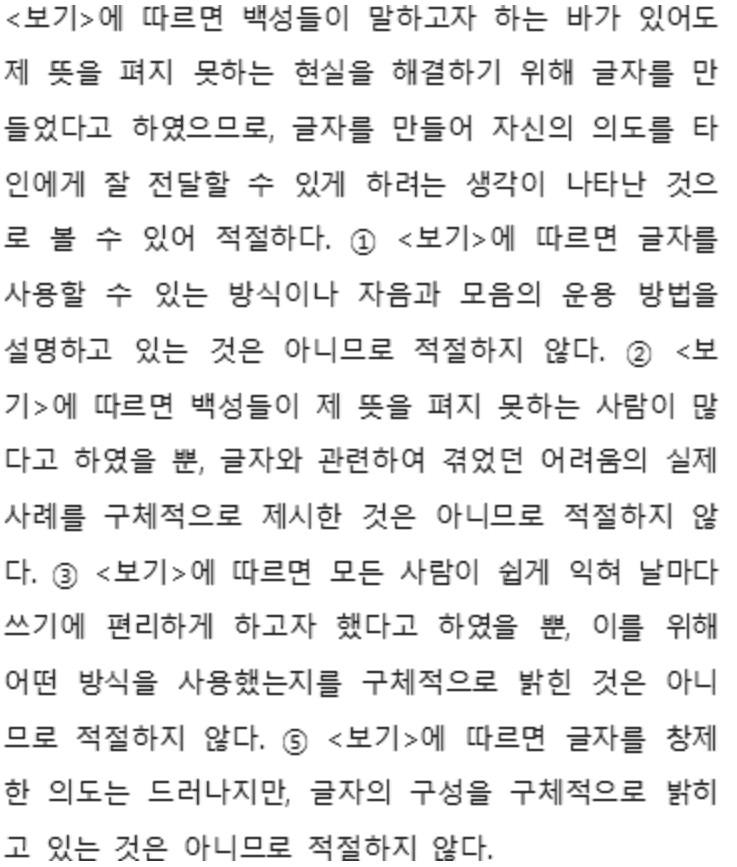 <보기>에 따르면 백성들이 말하고자 하는 바가 있어도
제 뜻을 펴지 못하는 현실을 해결하기 위해 글자를 만
들었다고 하였으므로, 글자를 만들어 자신의 의도를 타
인에게 잘 전달할 수 있게 하려는 생각이 나타난 것으
로 볼 수 있어 적절하다. ① <보기>에 따르면 글자를
사용할 수 있는 방식이나 자음과 모음의 운용 방법을
설명하고 있는 것은 아니므로 적절하지 않다. ② <보
기>에 따르면 백성들이 제 뜻을 펴지 못하는 사람이 많
다고 하였을 뿐, 글자와 관련하여 겪었던 어려움의 실제
사례를 구체적으로 제시한 것은 아니므로 적절하지 않
다. ③ <보기>에 따르면 모든 사람이 쉽게 익혀 날마다
쓰기에 편리하게 하고자 했다고 하였을 뿐, 이를 위해
어떤 방식을 사용했는지를 구체적으로 밝힌 것은 아니
므로 적절하지 않다. ⑤ <보기>에 따르면 글자를 창제
한 의도는 드러나지만, 글자의 구성을 구체적으로 밝히
고 있는 것은 아니므로 적절하지 않다.